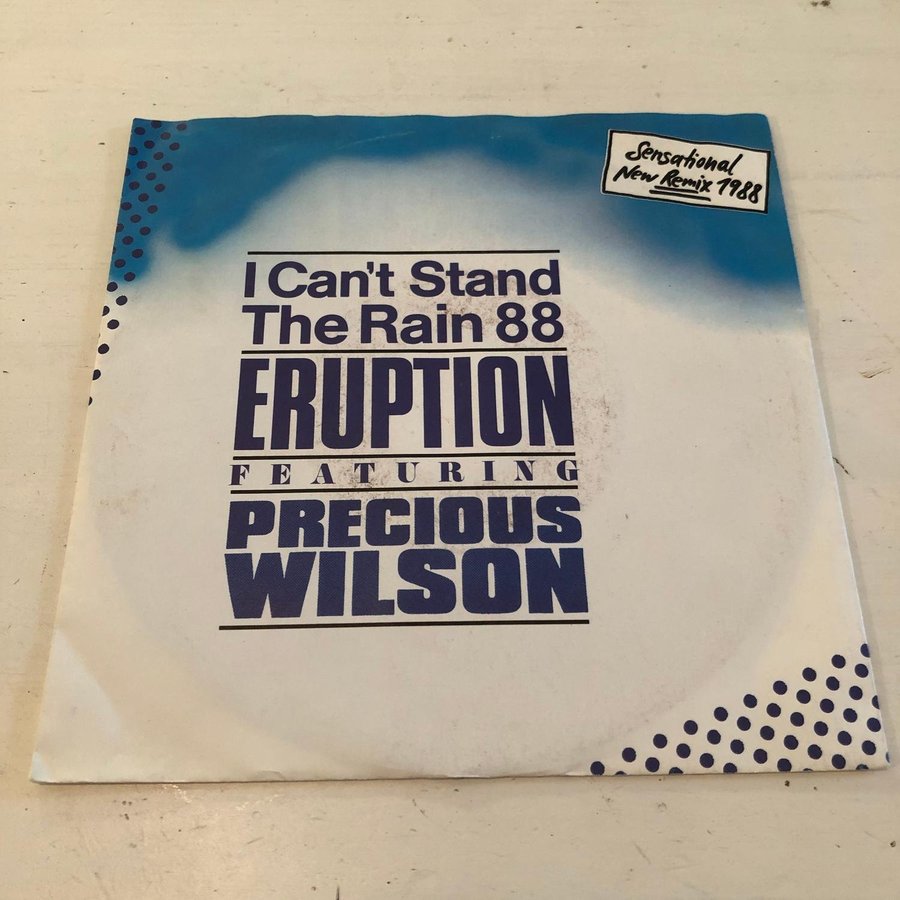 Sensational
New Remix 1988
I Can't Stand
The Rain 88
ERUPTION
FEATURING
PRECIOUS
WILSON